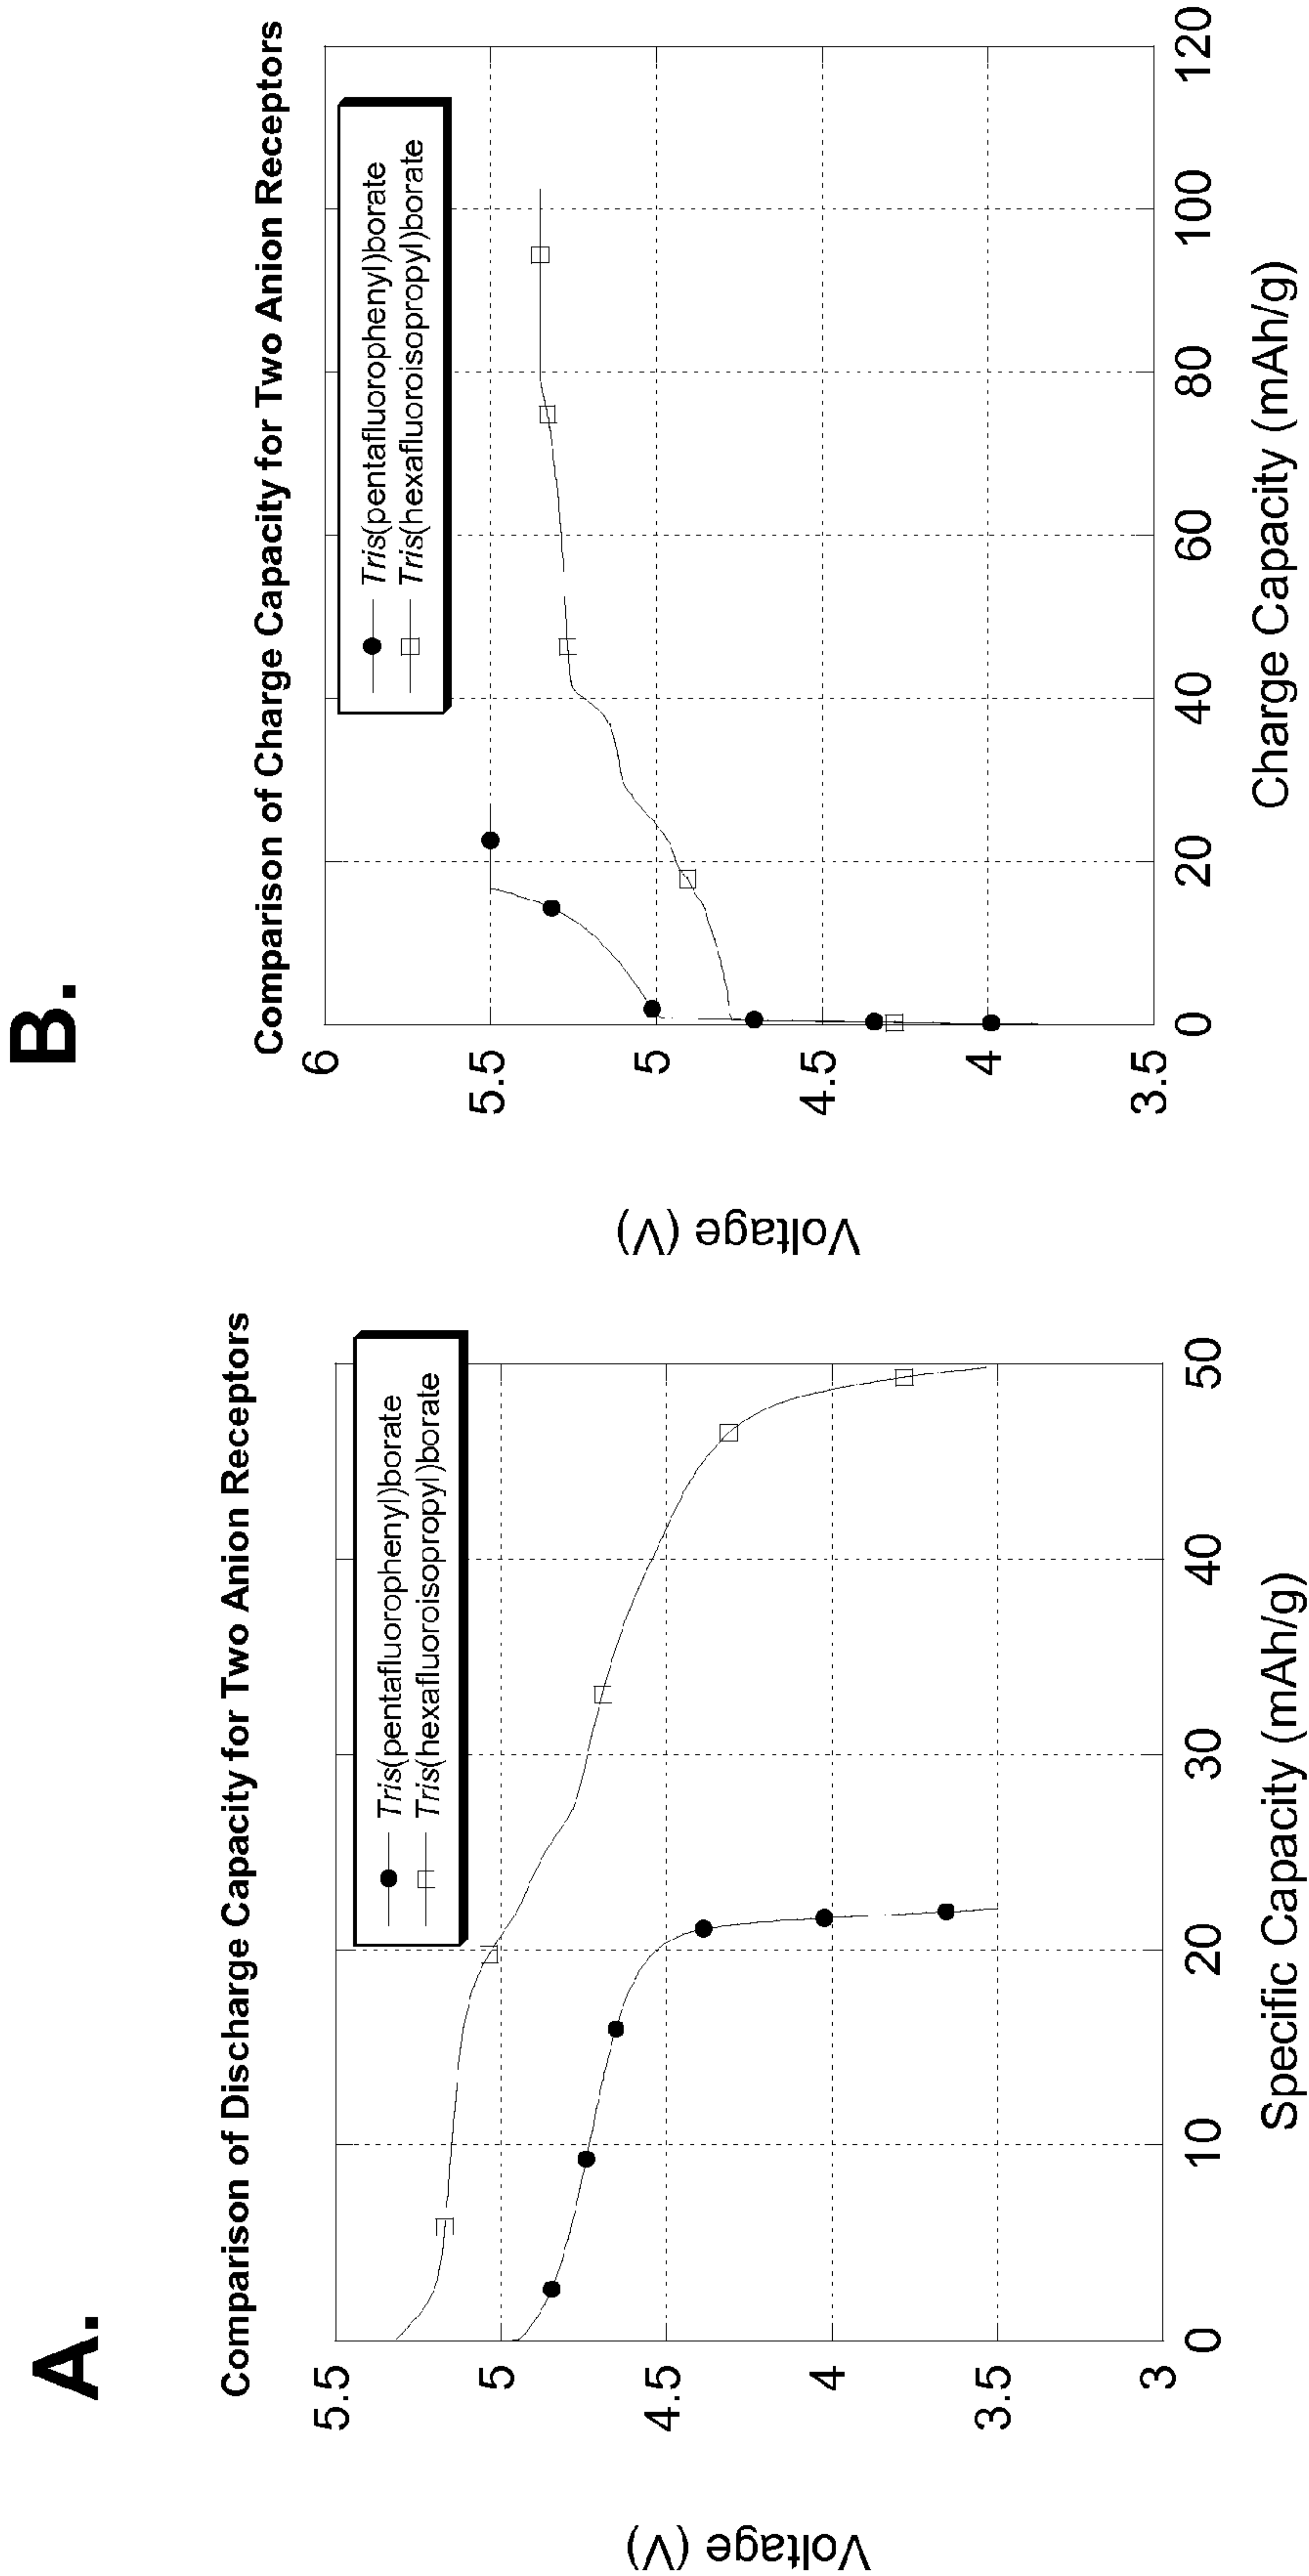 A.
Comparison of Discharge Capacity for Two Anion Receptors
Tris(pentafluorophenyl)borate
Tris(hexafluoroisopropyl)borate
5.5
5
4.5
4
3.5
3
Voltage (V)
0 10 20 30 40 50
Specific Capacity (mAh/g)
B.
Comparison of Charge Capacity for Two Anion Receptors
Tris(pentafluorophenyl)borate
Tris(hexafluoroisopropyl)borate
6
5.5
5
4.5
4
3.5
Voltage (V)
0 20 40 60 80 100 120
Charge Capacity (mAh/g)